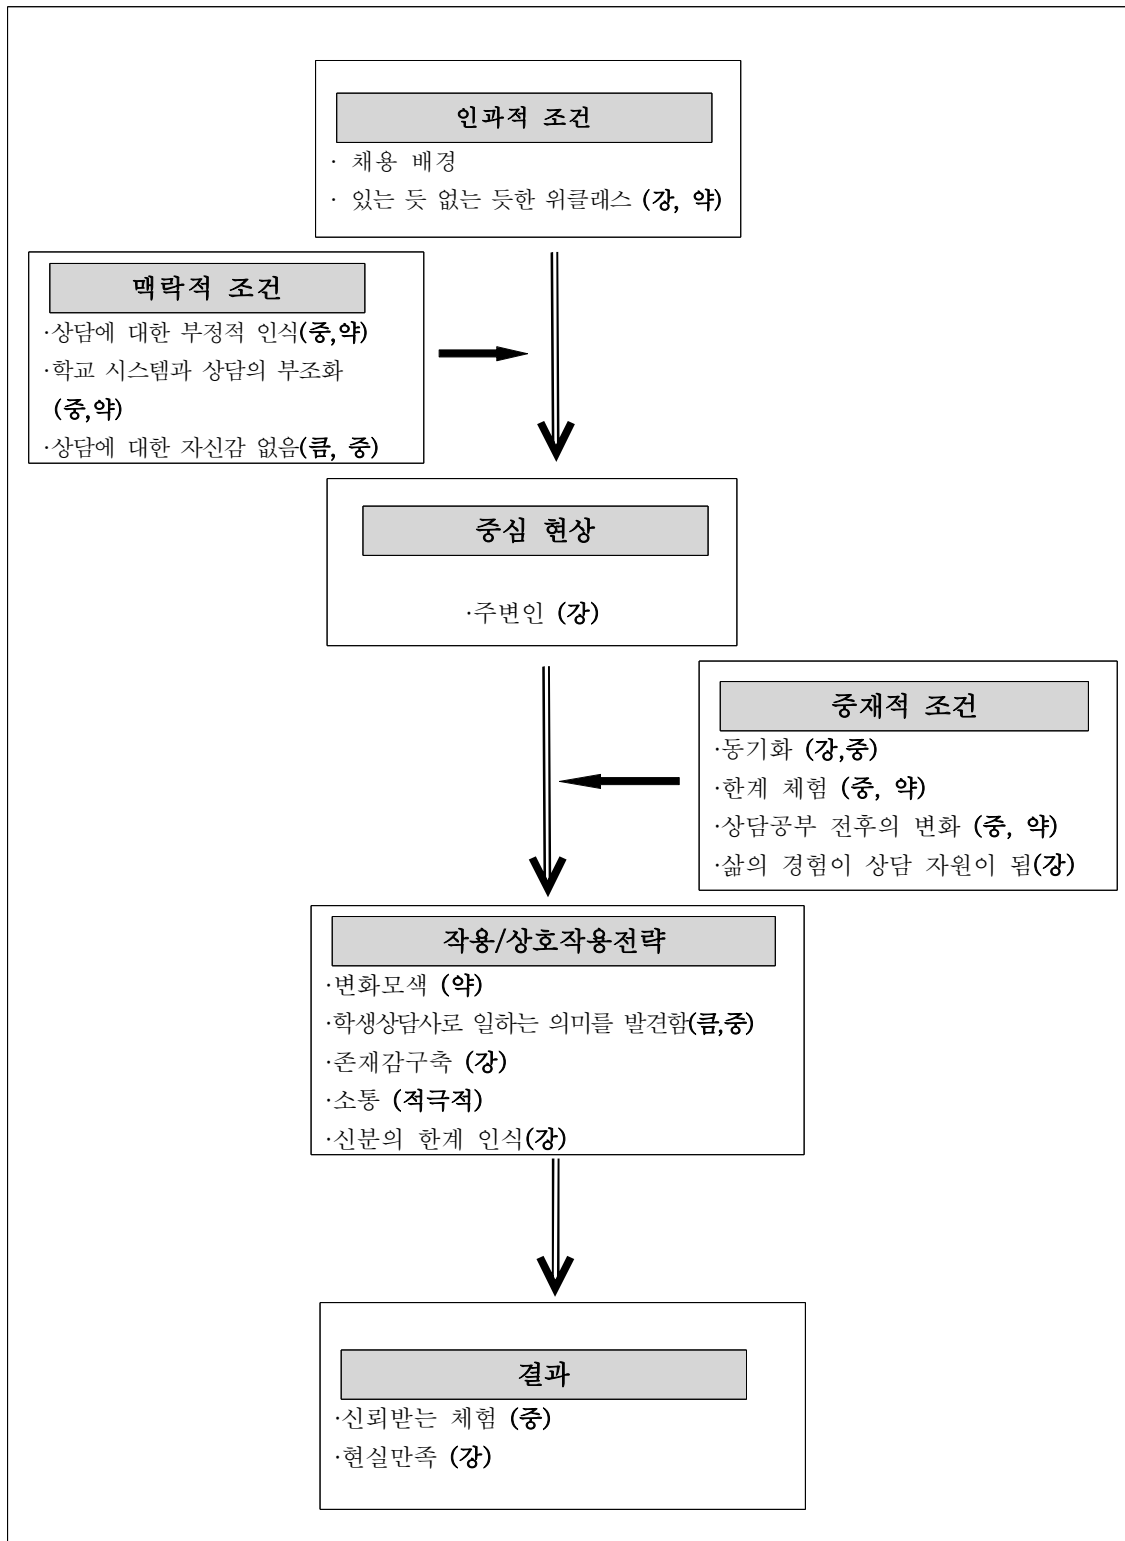 인과적 조건
· 채용 배경
· 있는 듯 없는 듯한 위클래스 (강, 약)
맥락적 조건
·상담에 대한 부정적 인식(중,약)
·학교 시스템과 상담의 부조화
(중,약)
·상담에 대한 자신감 없음(큼, 중)
중심 현상
·주변인 (강)
중재적 조건
·동기화 (강,중)
·한계 체험 (중, 약)
·상담공부 전후의 변화 (중, 약)
·삶의 경험이 상담 자원이 됨(강)
작용/상호작용전략
·변화모색 (약)
·학생상담사로 일하는 의미를 발견함(큼,중)
·존재감구축 (강)
·소통 (적극적)
·신분의 한계 인식(강)
결과
·신뢰받는 체험 (중)
·현실만족 (강)